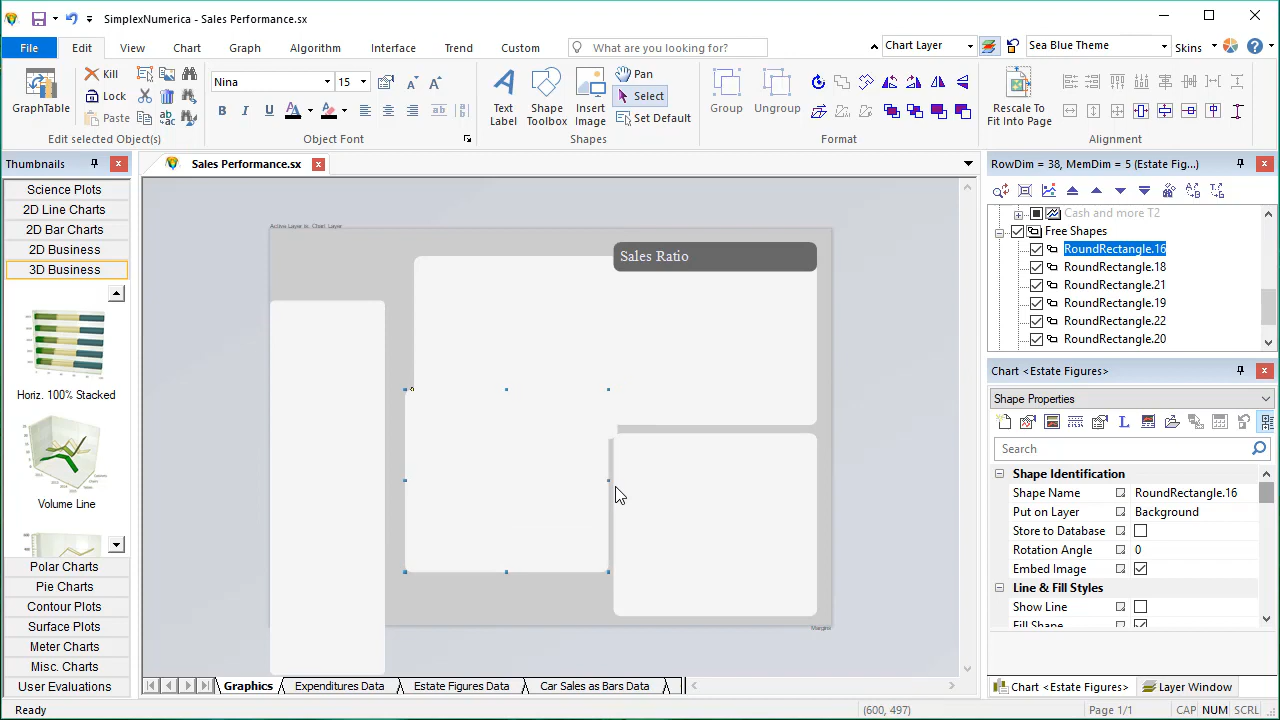 SimplexNumerica - Sales Performance.sx
File
Edit
View
Chart
Graph
Algorithm
Interface
Trend
Custom
What are you looking for?
Chart Layer
Sea Blue Theme
Skins
GraphTable
Kill
Lock
Paste
Edit selected Object(s)
Nina
15
B
I
U
ab
Object Font
Text
Label
Shape
Toolbox
Insert
Image
Pan
Select
Set Default
Shapes
Group
Ungroup
Format
Rescale To
Fit Into Page
Alignment
Thumbnails
Science Plots
2D Line Charts
2D Bar Charts
2D Business
3D Business
Horiz. 100% Stacked
Volume Line
Polar Charts
Pie Charts
Contour Plots
Surface Plots
Meter Charts
Misc. Charts
User Evaluations
Sales Performance.sx
Active Layer is: Chart Layer
Sales Ratio
Margins
Graphics
Expenditures Data
Estate Figures Data
Car Sales as Bars Data
RowDim = 38, MemDim = 5 (Estate Fig...)
Cash and more T2
Free Shapes
RoundRectangle.16
RoundRectangle.18
RoundRectangle.21
RoundRectangle.19
RoundRectangle.22
RoundRectangle.20
Chart <Estate Figures>
Shape Properties
Search
Shape Identification
Shape Name RoundRectangle.16
Put on Layer Background
Store to Database
Rotation Angle 0
Embed Image
Line & Fill Styles
Show Line
Fill Shape
Chart <Estate Figures>
Layer Window
Ready
(600, 497)
Page 1/1
CAP
NUM
SCRL